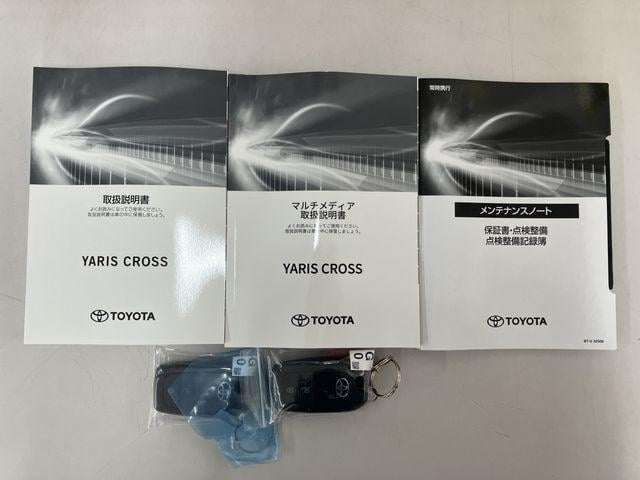 取扱説明書
よくお読みになってご使用ください。
取扱説明書は車の中に保管しましょう。
YARIS CROSS
TOYOTA
マルチメディア
取扱説明書
よくお読みになってご使用ください。
取扱説明書は車の中に保管しましょう。
YARIS CROSS
TOYOTA
常時携行
メンテナンスノート
保証書・点検整備
点検整備記録簿
TOYOTA
G
0
G
0